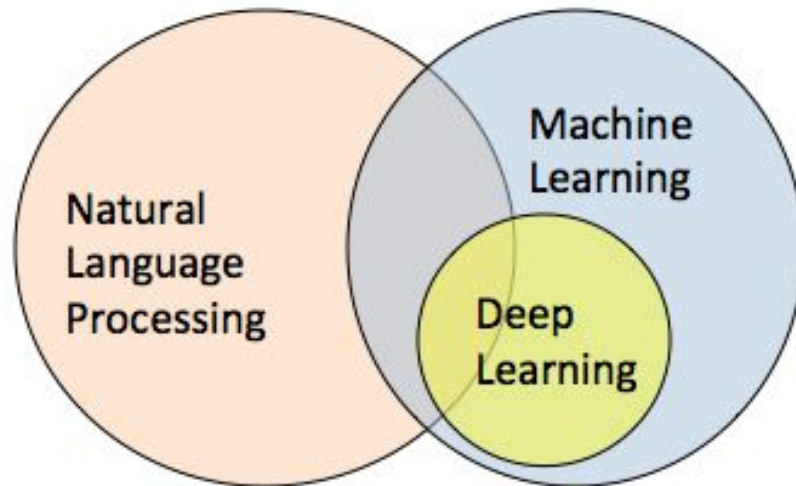 Natural
Language
Processing
Machine
Learning
Deep
Learning